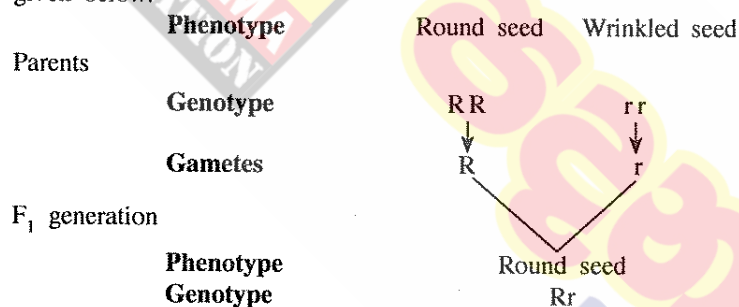 given below.
Phenotype Round seed Wrinkled seed
Parents
Genotype RR rr
Gametes R r
F₁ generation
Phenotype Round seed
Genotype Rr